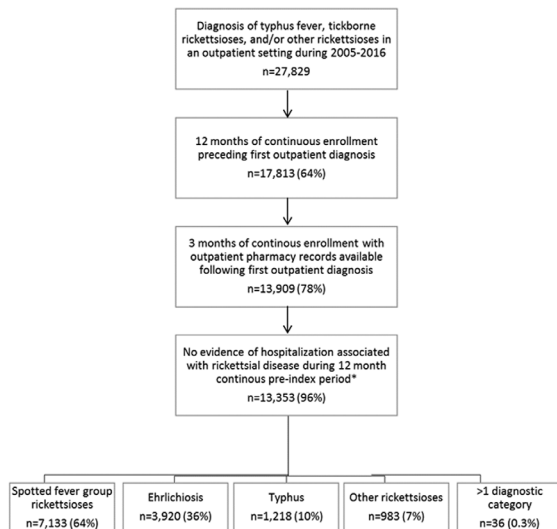 Diagnosis of typhus fever, tickborne
rickettsioses, and/or other rickettsioses in
an outpatient setting during 2005-2016
n=27,829
12 months of continuous enrollment
preceding first outpatient diagnosis
n=17,813 (64%)
3 months of continous enrollment with
outpatient pharmacy records available
following first outpatient diagnosis
n=13,909 (78%)
No evidence of hospitalization associated
with rickettsial disease during 12 month
continous pre-index period*
n=13,353 (96%)
Spotted fever group
rickettsioses
n=7,133 (64%)
Ehrlichiosis
n=3,920 (36%)
Typhus
n=1,218 (10%)
Other rickettsioses
n=983 (7%)
>1 diagnostic
category
n=36 (0.3%)